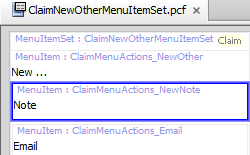 ClaimNewOtherMenuItemSet.pcf
MenuItemSet : ClaimNewOtherMenuItemSet Claim
MenuItem : ClaimMenuActions_NewOther
New ...
MenuItem : ClaimMenuActions_NewNote
Note
MenuItem : ClaimMenuActions_Email
Email